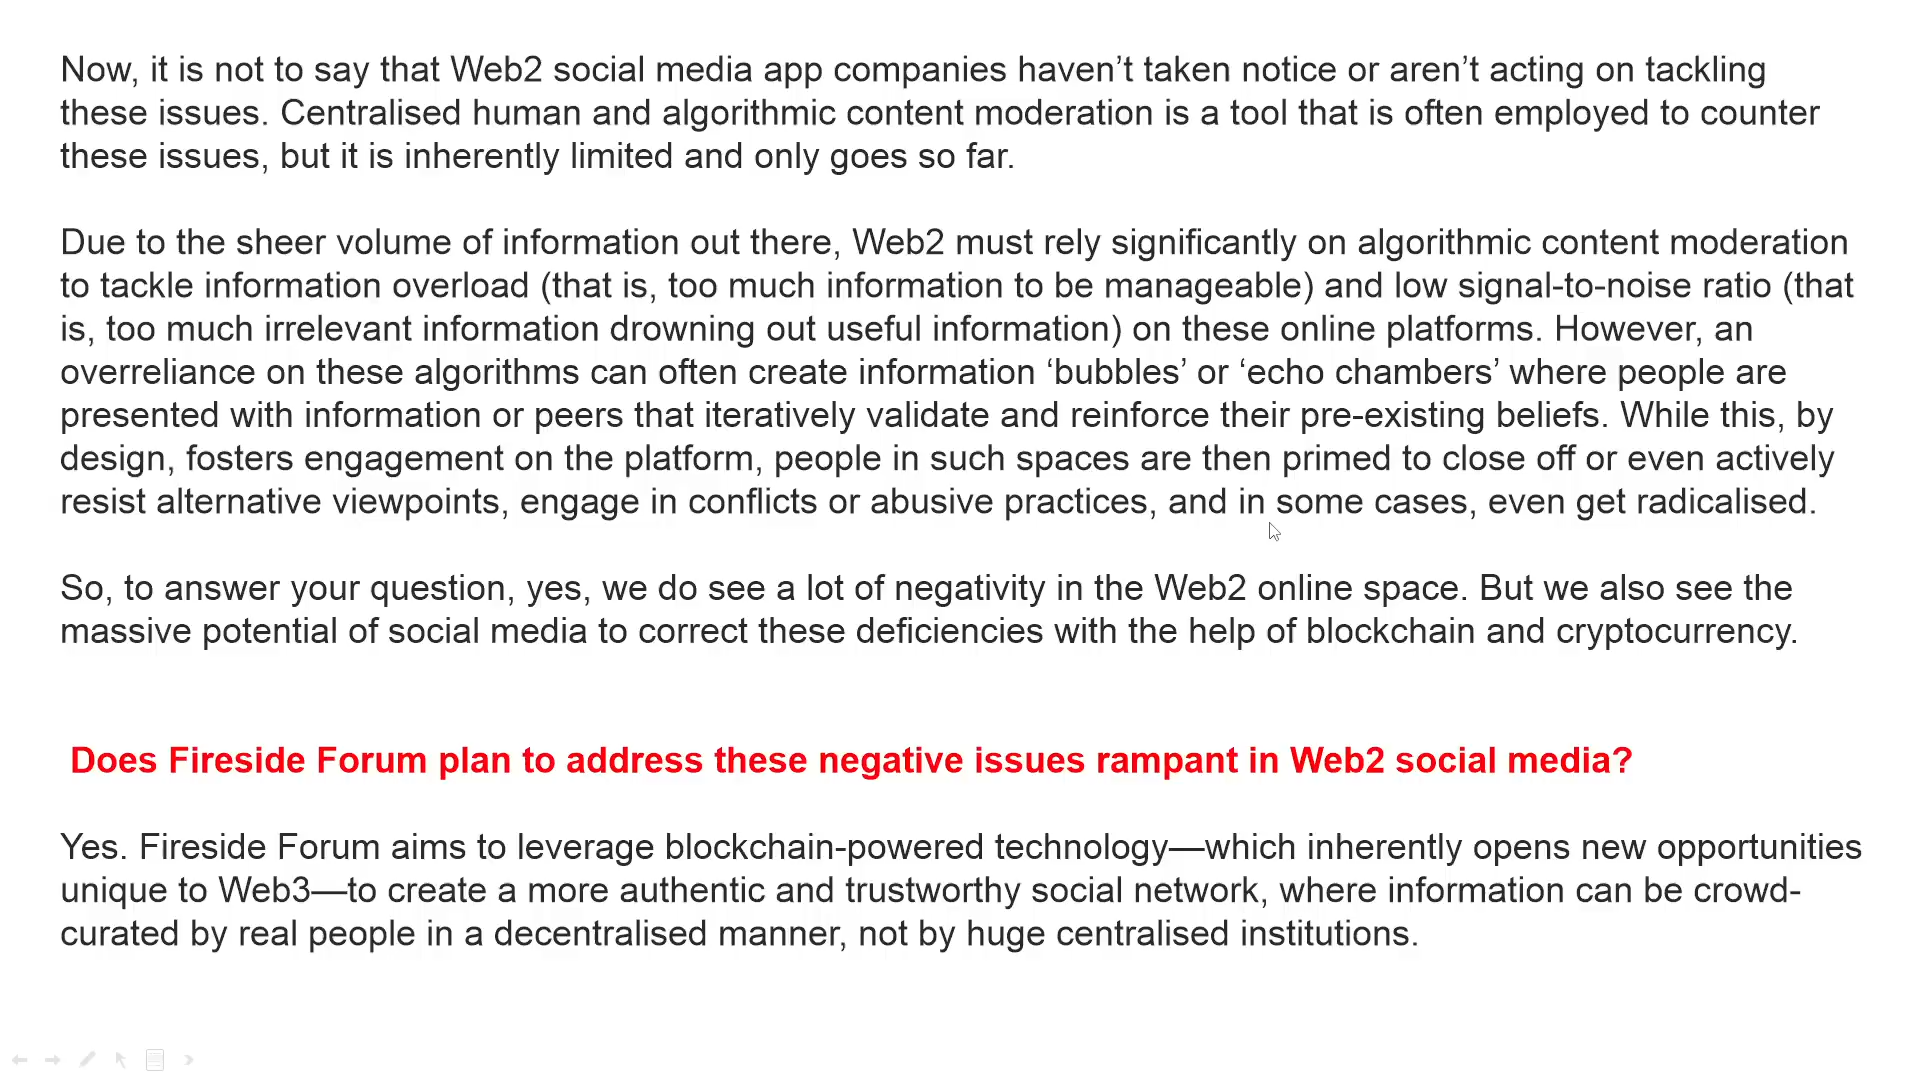 Now, it is not to say that Web2 social media app companies haven’t taken notice or aren’t acting on tackling
these issues. Centralised human and algorithmic content moderation is a tool that is often employed to counter
these issues, but it is inherently limited and only goes so far.
Due to the sheer volume of information out there, Web2 must rely significantly on algorithmic content moderation
to tackle information overload (that is, too much information to be manageable) and low signal-to-noise ratio (that
is, too much irrelevant information drowning out useful information) on these online platforms. However, an
overreliance on these algorithms can often create information ‘bubbles’ or ‘echo chambers’ where people are
presented with information or peers that iteratively validate and reinforce their pre-existing beliefs. While this, by
design, fosters engagement on the platform, people in such spaces are then primed to close off or even actively
resist alternative viewpoints, engage in conflicts or abusive practices, and in some cases, even get radicalised.
So, to answer your question, yes, we do see a lot of negativity in the Web2 online space. But we also see the
massive potential of social media to correct these deficiencies with the help of blockchain and cryptocurrency.
Does Fireside Forum plan to address these negative issues rampant in Web2 social media?
Yes. Fireside Forum aims to leverage blockchain-powered technology—which inherently opens new opportunities
unique to Web3—to create a more authentic and trustworthy social network, where information can be crowd-
curated by real people in a decentralised manner, not by huge centralised institutions.